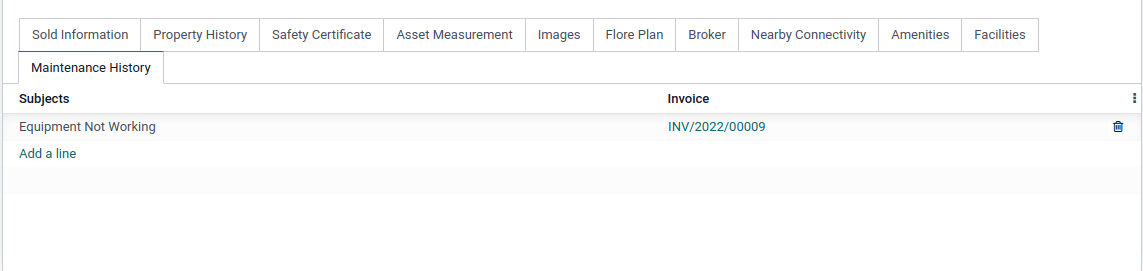 Sold Information Property History Safety Certificate Asset Measurement Images Flore Plan Broker Nearby Connectivity Amenities Facilities
Maintenance History
Subjects Invoice
Equipment Not Working INV/2022/00009
Add a line